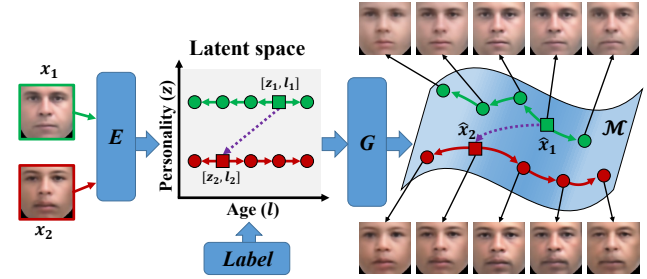 Latent space
x₁
[z₁, l₁]
E
Personality (z)
G
M
x̂₂
x̂₁
[z₂, l₂]
x₂
Age (l)
Label